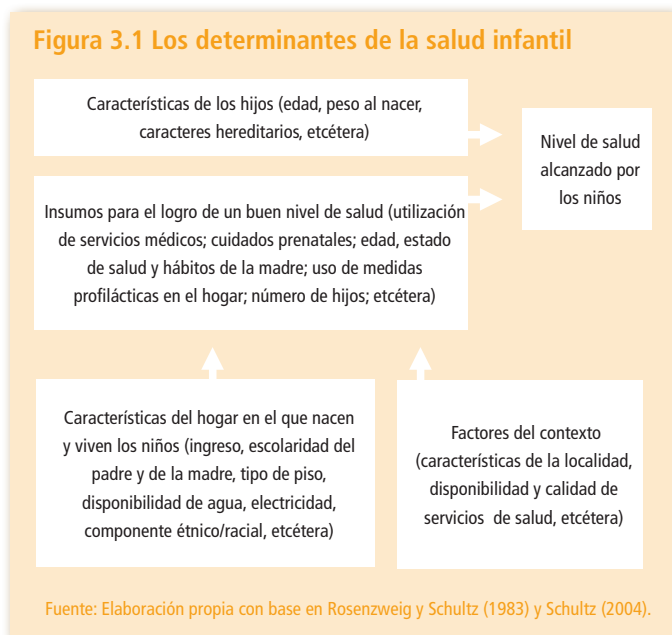 Figura 3.1 Los determinantes de la salud infantil
Características de los hijos (edad, peso al nacer,
caracteres hereditarios, etcétera)
Nivel de salud
alcanzado por
los niños
Insumos para el logro de un buen nivel de salud (utilización
de servicios médicos; cuidados prenatales; edad, estado
de salud y hábitos de la madre; uso de medidas
profilácticas en el hogar; número de hijos; etcétera)
Características del hogar en el que nacen
y viven los niños (ingreso, escolaridad del
padre y de la madre, tipo de piso,
disponibilidad de agua, electricidad,
componente étnico/racial, etcétera)
Factores del contexto
(características de la localidad,
disponibilidad y calidad de
servicios de salud, etcétera)
Fuente: Elaboración propia con base en Rosenzweig y Schultz (1983) y Schultz (2004).